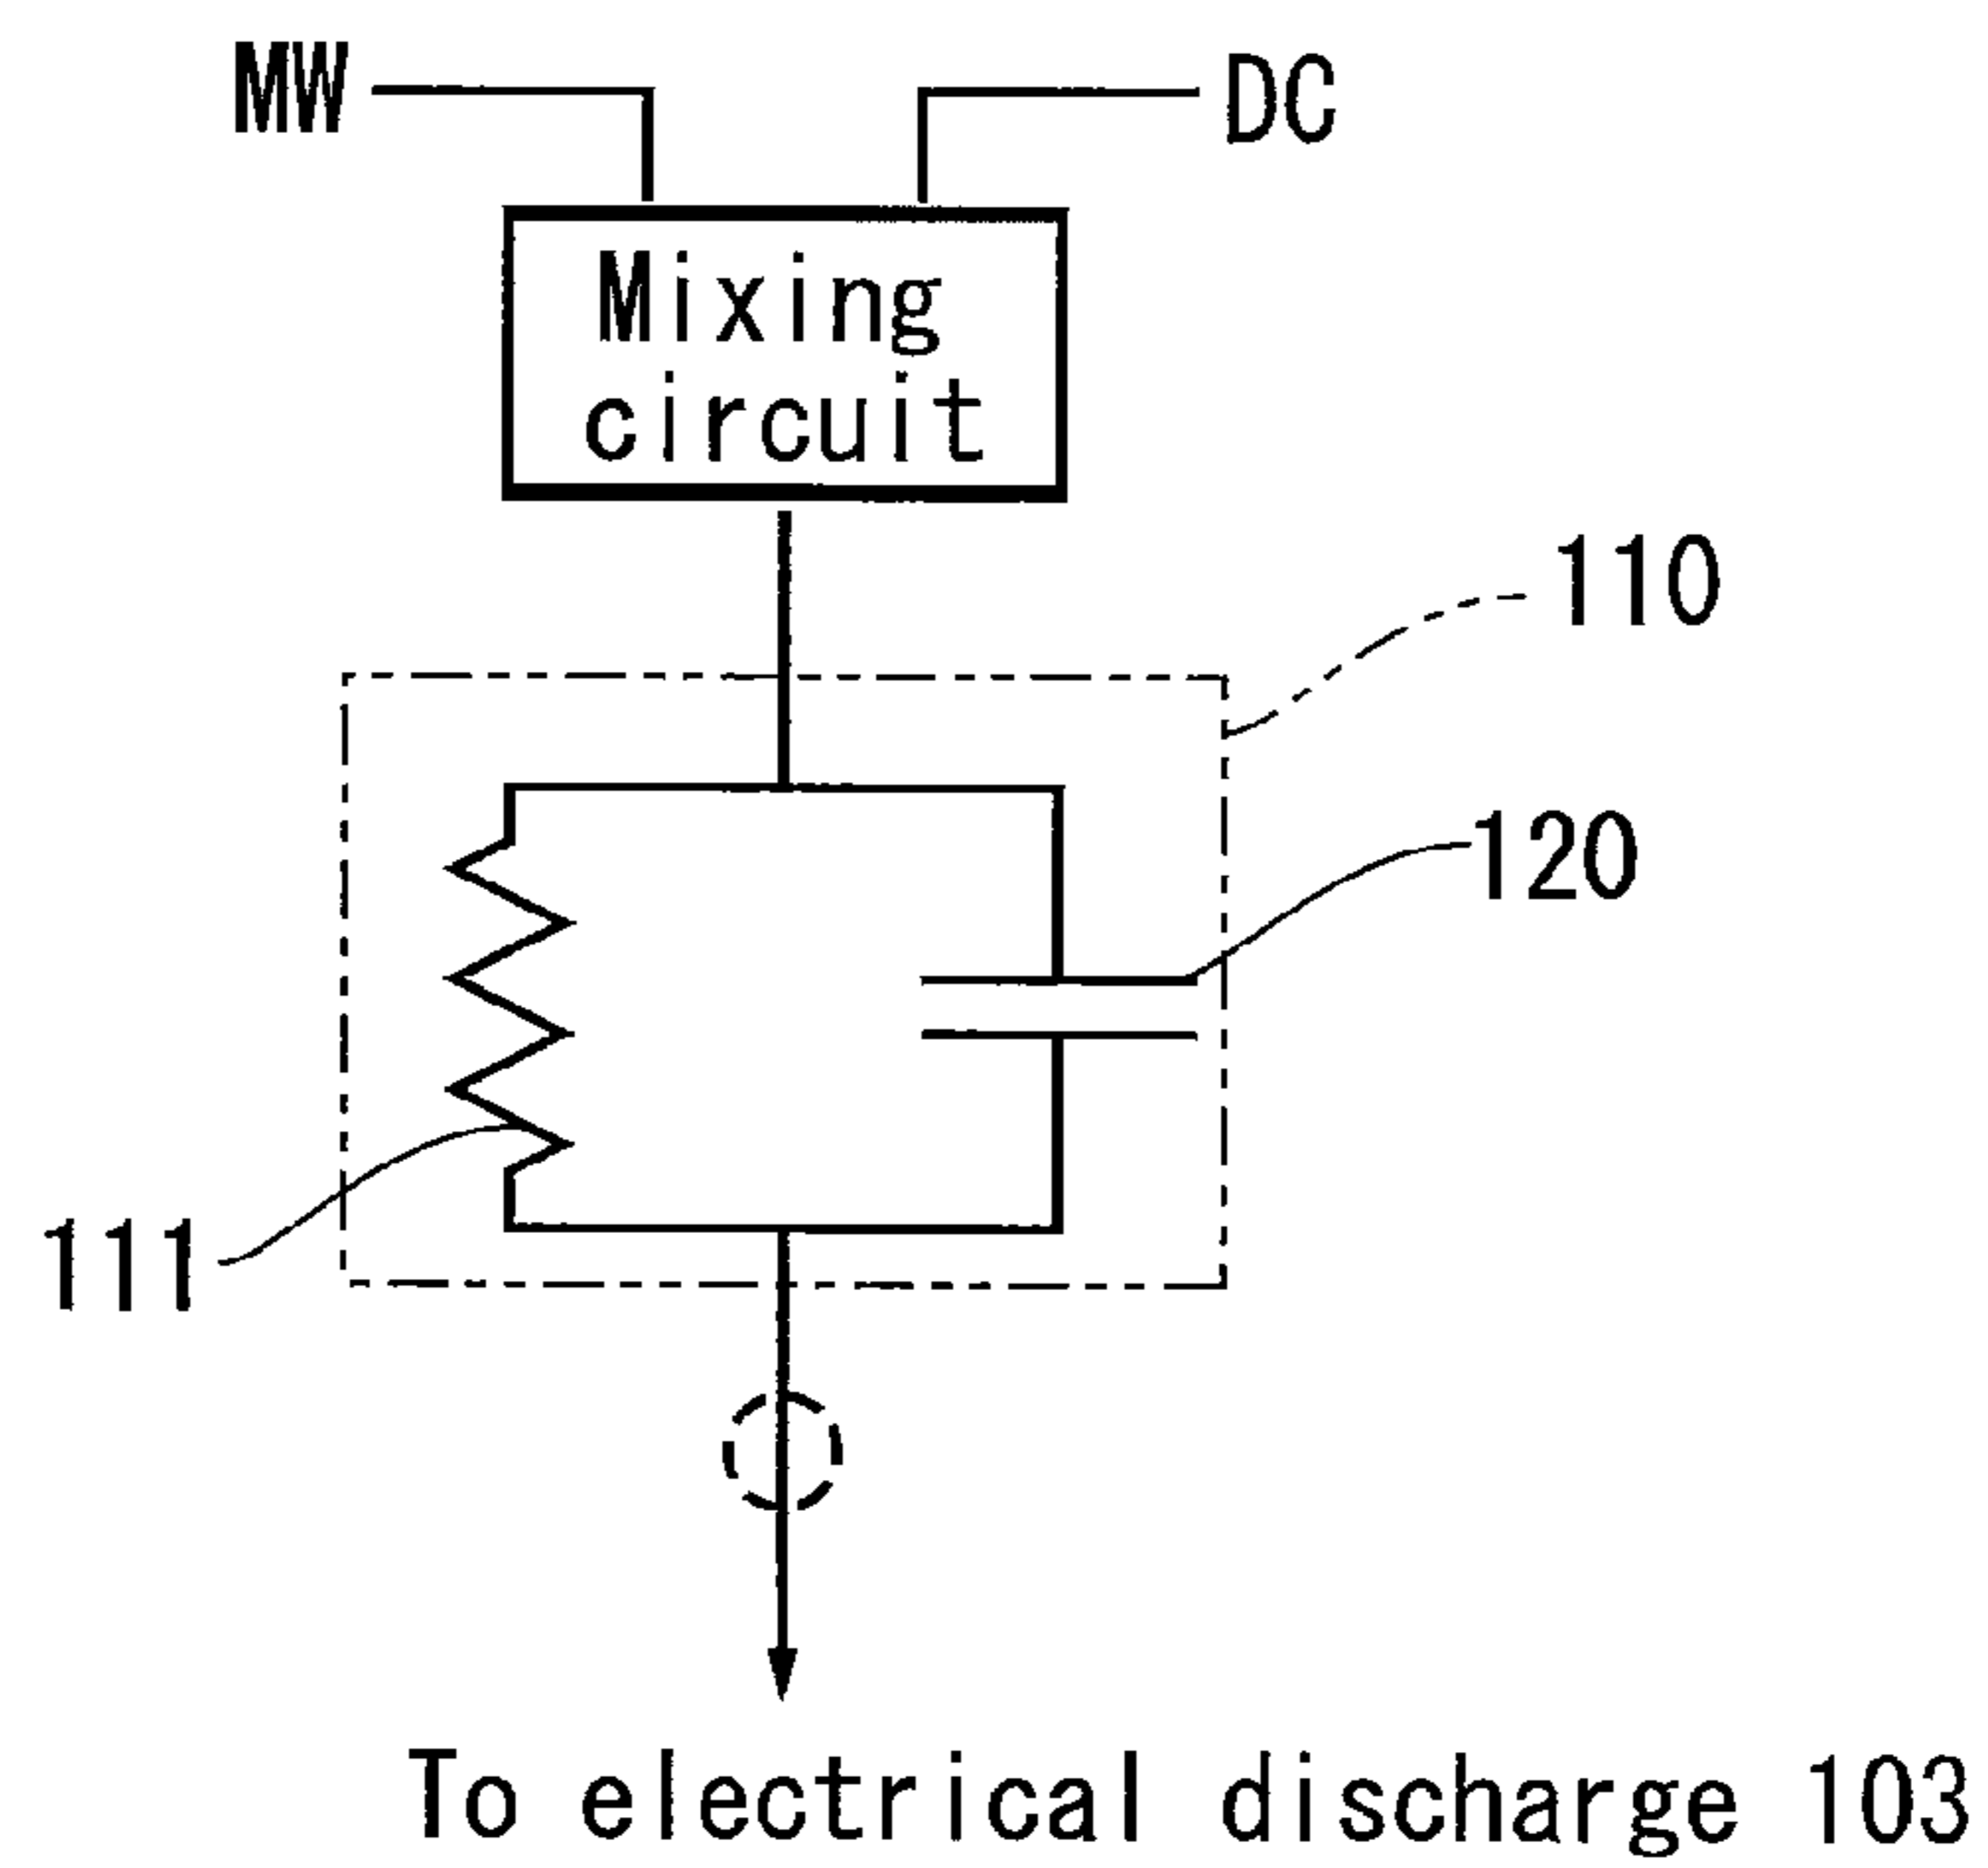 MW
DC
Mixing
circuit
110
120
111
To electrical discharge 103